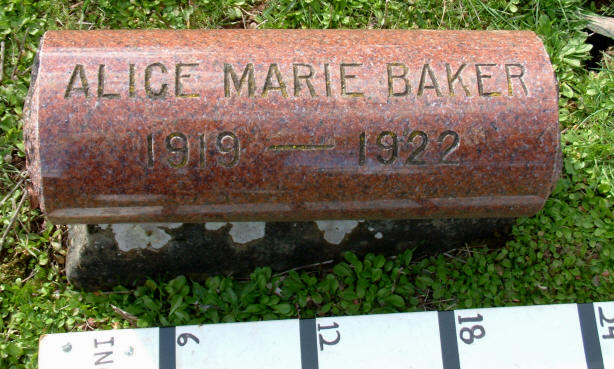 ALICE MARIE BAKER
1919 — 1922
6 12 18 24